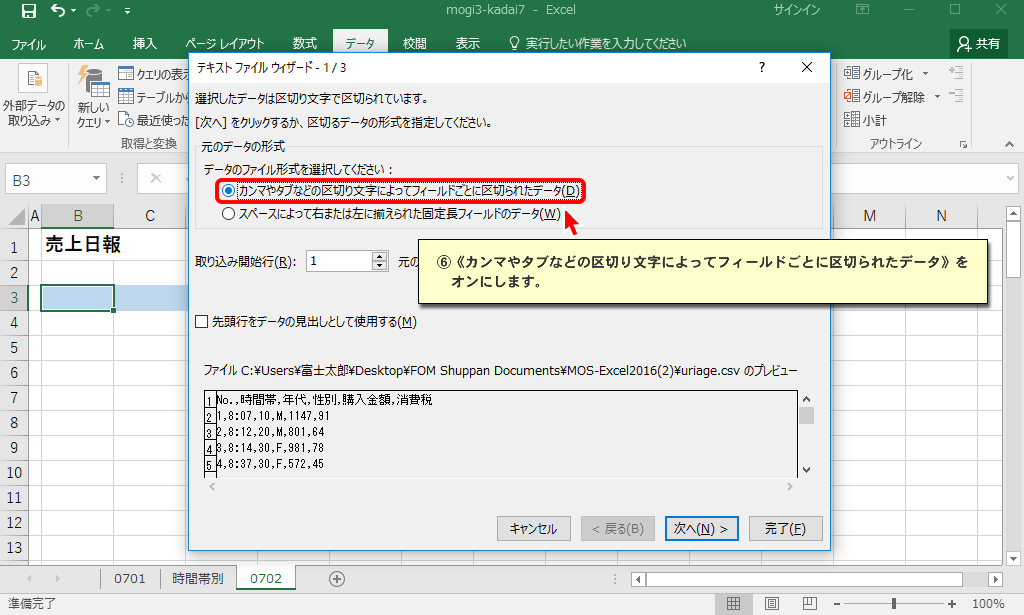 mogi3-kadai7 - Excel
サインイン
ファイル
ホーム
挿入
ページ レイアウト
数式
データ
校閲
表示
実行したい作業を入力してください
共有
外部データの
取り込み
新しい
クエリ
クエリの表示
テーブルから
最近使った
取得と変換
グループ化
グループ解除
小計
アウトライン
B3
テキスト ファイル ウィザード - 1 / 3
?
選択したデータは区切り文字で区切られています。
[次へ] をクリックするか、区切るデータの形式を指定してください。
元のデータの形式
データのファイル形式を選択してください：
カンマやタブなどの区切り文字によってフィールドごとに区切られたデータ(D)
スペースによって右または左に揃えられた固定長フィールドのデータ(W)
取り込み開始行(R):
1
元の
⑥《カンマやタブなどの区切り文字によってフィールドごとに区切られたデータ》を
オンにします。
先頭行をデータの見出しとして使用する(M)
ファイル C:¥Users¥富士太郎¥Desktop¥FOM Shuppan Documents¥MOS-Excel2016(2)¥uriage.csv のプレビュー
1 No.,時間帯,年代,性別,購入金額,消費税
2 1,8:07,10,M,1147,91
3 2,8:12,20,M,801,64
4 3,8:14,30,F,981,78
5 4,8:37,30,F,572,45
キャンセル
< 戻る(B)
次へ(N) >
完了(F)
A
B
C
M
N
1
売上日報
2
3
4
5
6
7
8
9
10
11
12
13
0701
時間帯別
0702
準備完了
100%